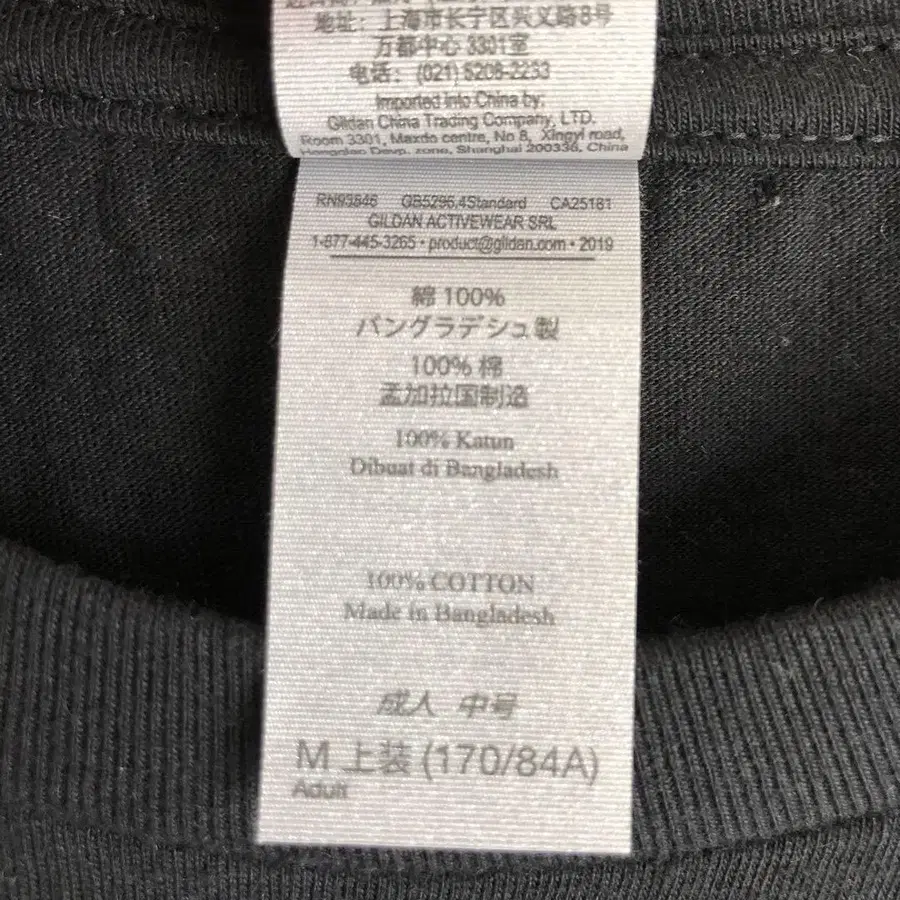 地址：上海市长宁区兴义路8号
万都中心 3301室
电话： (021) 5208-2233
Imported into China by:
Gildan China Trading Company, LTD.
Room 3301, Maxdo centre, No 8, Xingyi road,
Devp. zone, Shanghai 200336, China
RN93846 GB5296.4Standard CA25181
GILDAN ACTIVEWEAR SRL
1-877-445-3265 • product@gildan.com • 2019
綿 100%
バングラデシュ製
100% 棉
孟加拉国制造
100% Katun
Dibuat di Bangladesh
100% COTTON
Made in Bangladesh
成人 中号
M 上装 (170/84A)
Adult